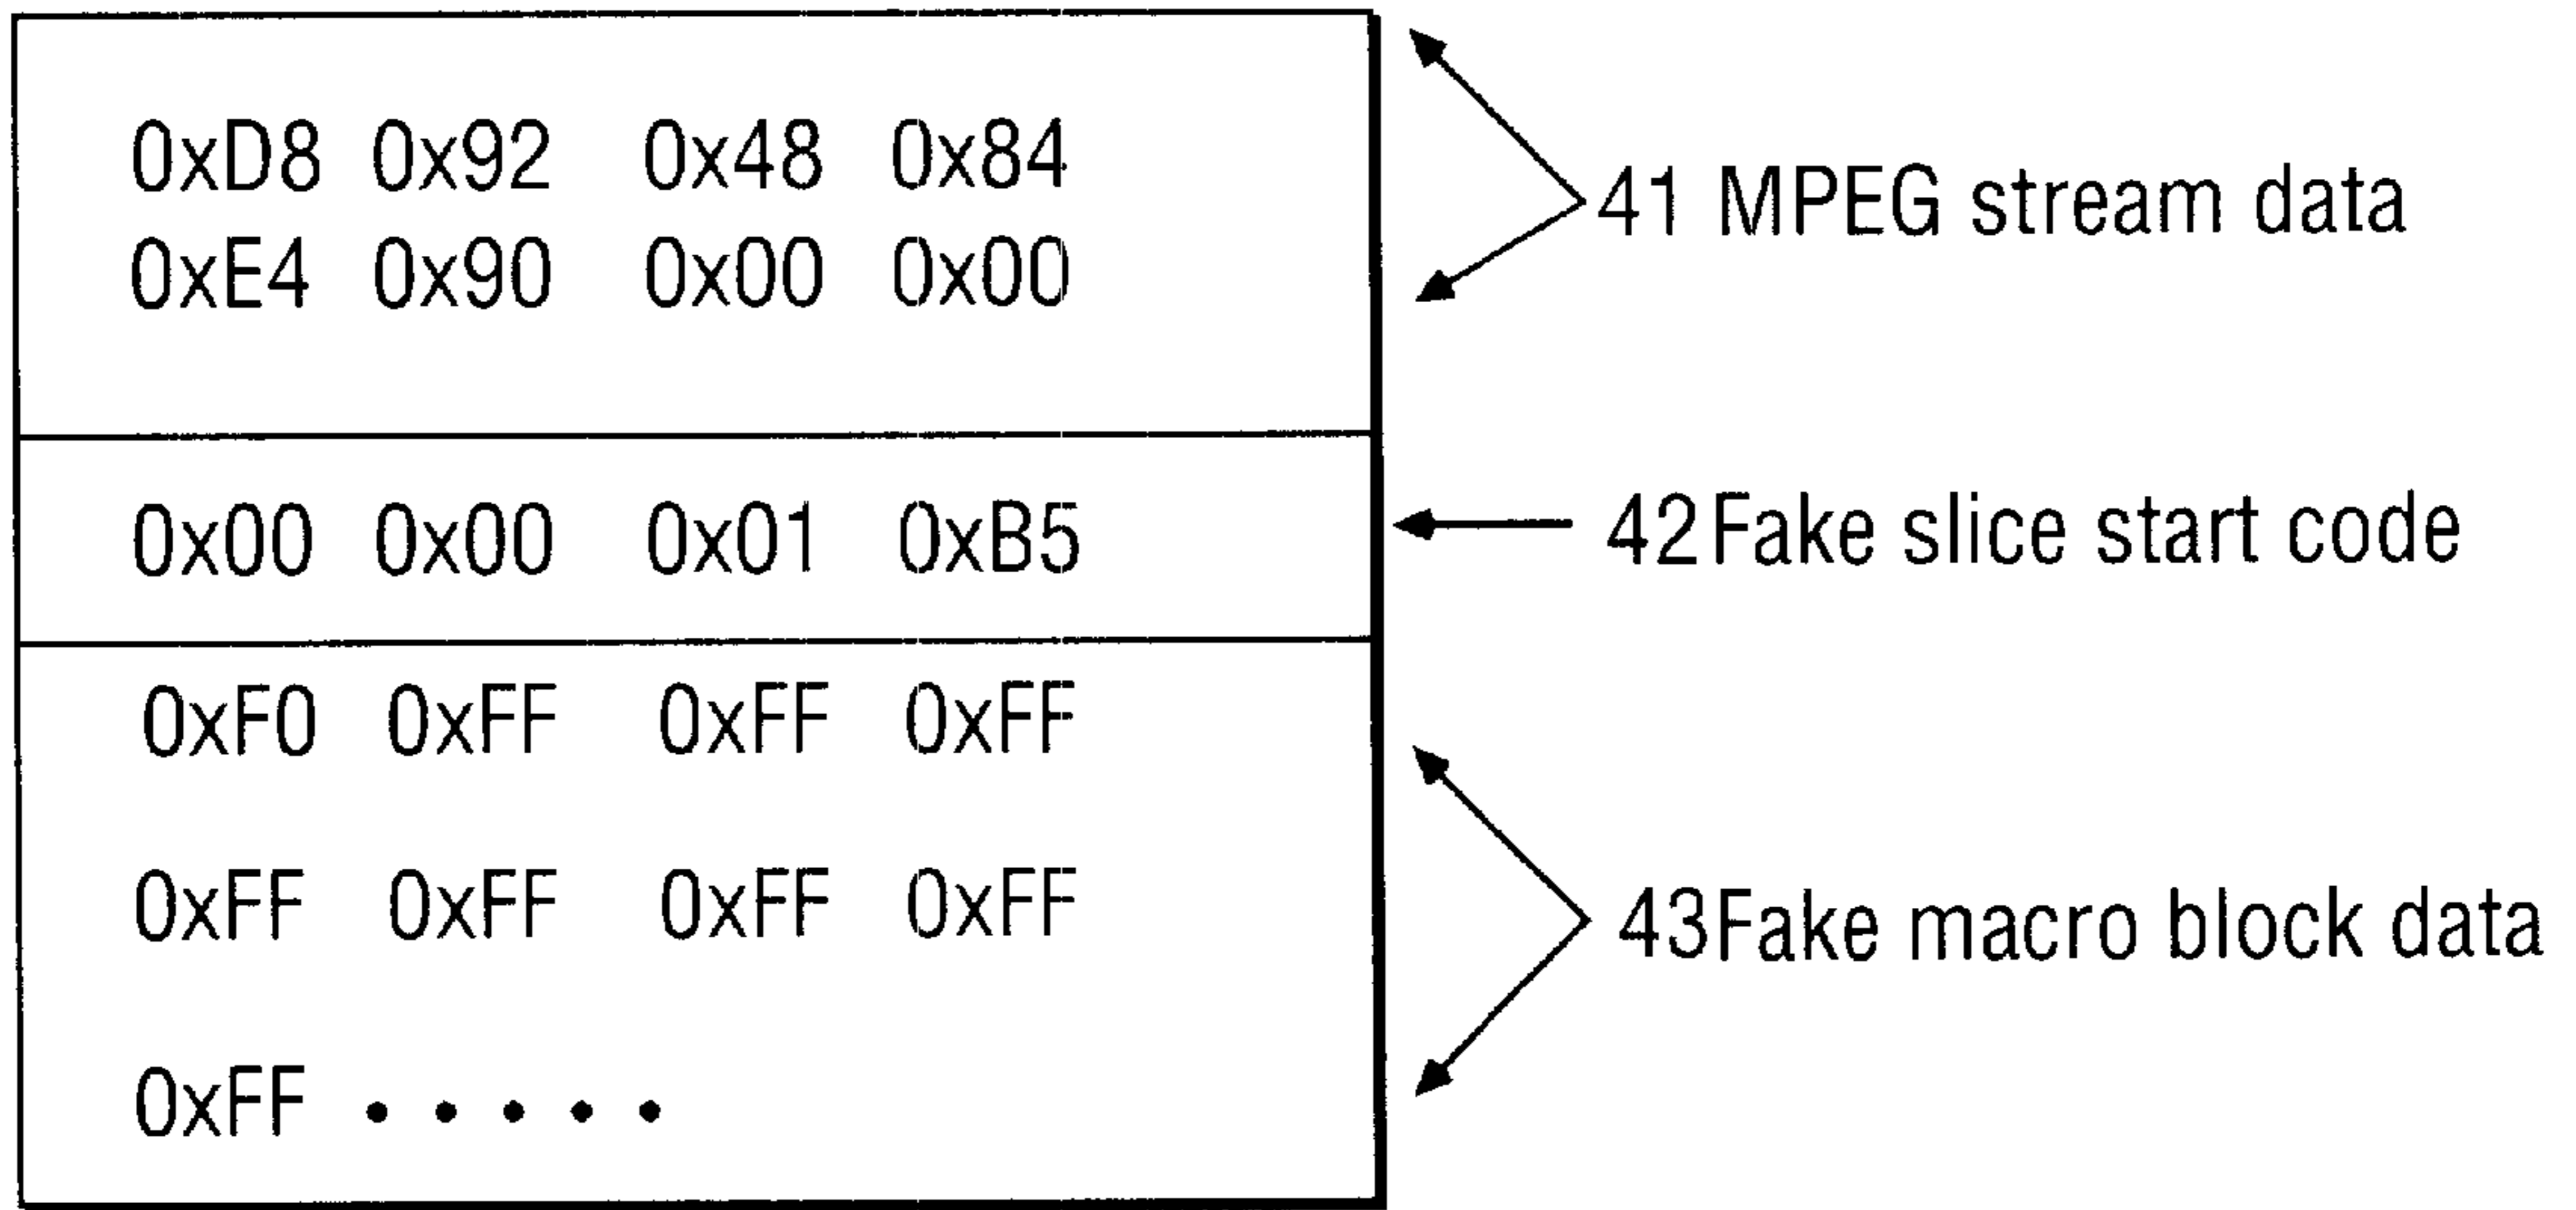 0xD8 0x92 0x48 0x84
0xE4 0x90 0x00 0x00
41 MPEG stream data
0x00 0x00 0x01 0xB5
42 Fake slice start code
0xF0 0xFF 0xFF 0xFF
0xFF 0xFF 0xFF 0xFF
0xFF • • • • •
43 Fake macro block data